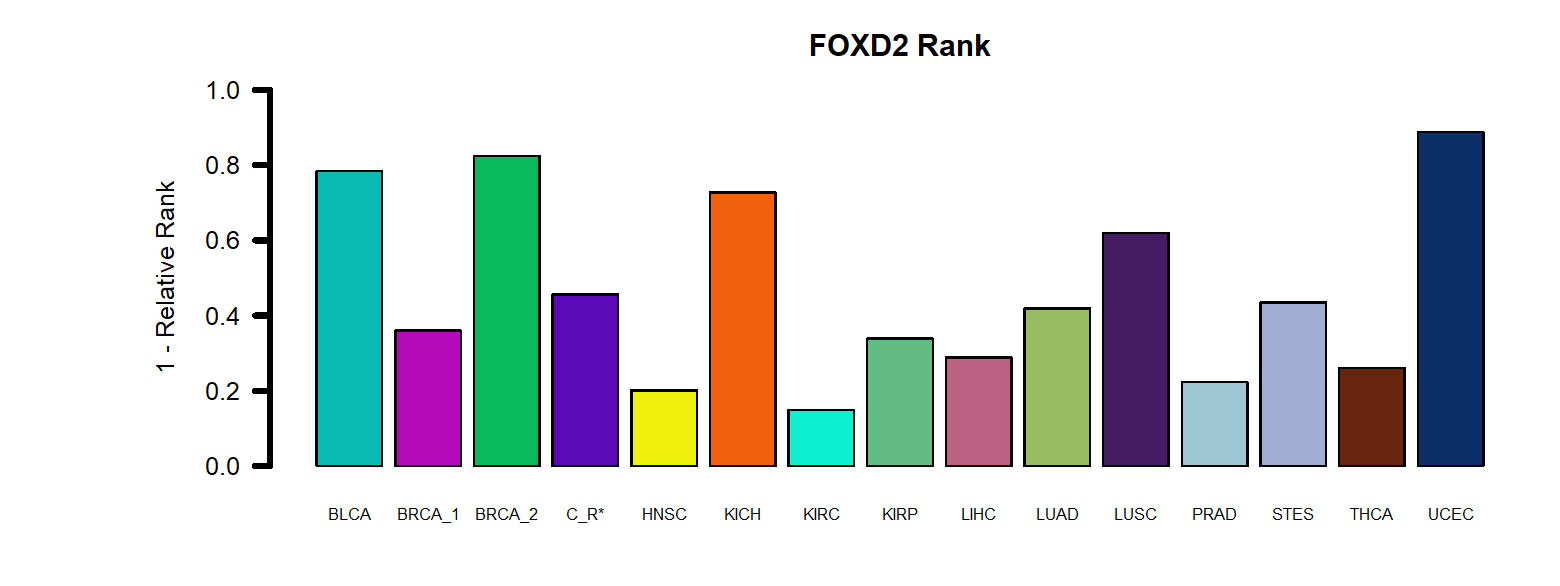 FOXD2 Rank
1 - Relative Rank
1.0
0.8
0.6
0.4
0.2
0.0
BLCA BRCA_1 BRCA_2 C_R* HNSC KICH KIRC KIRP LIHC LUAD LUSC PRAD STES THCA UCEC